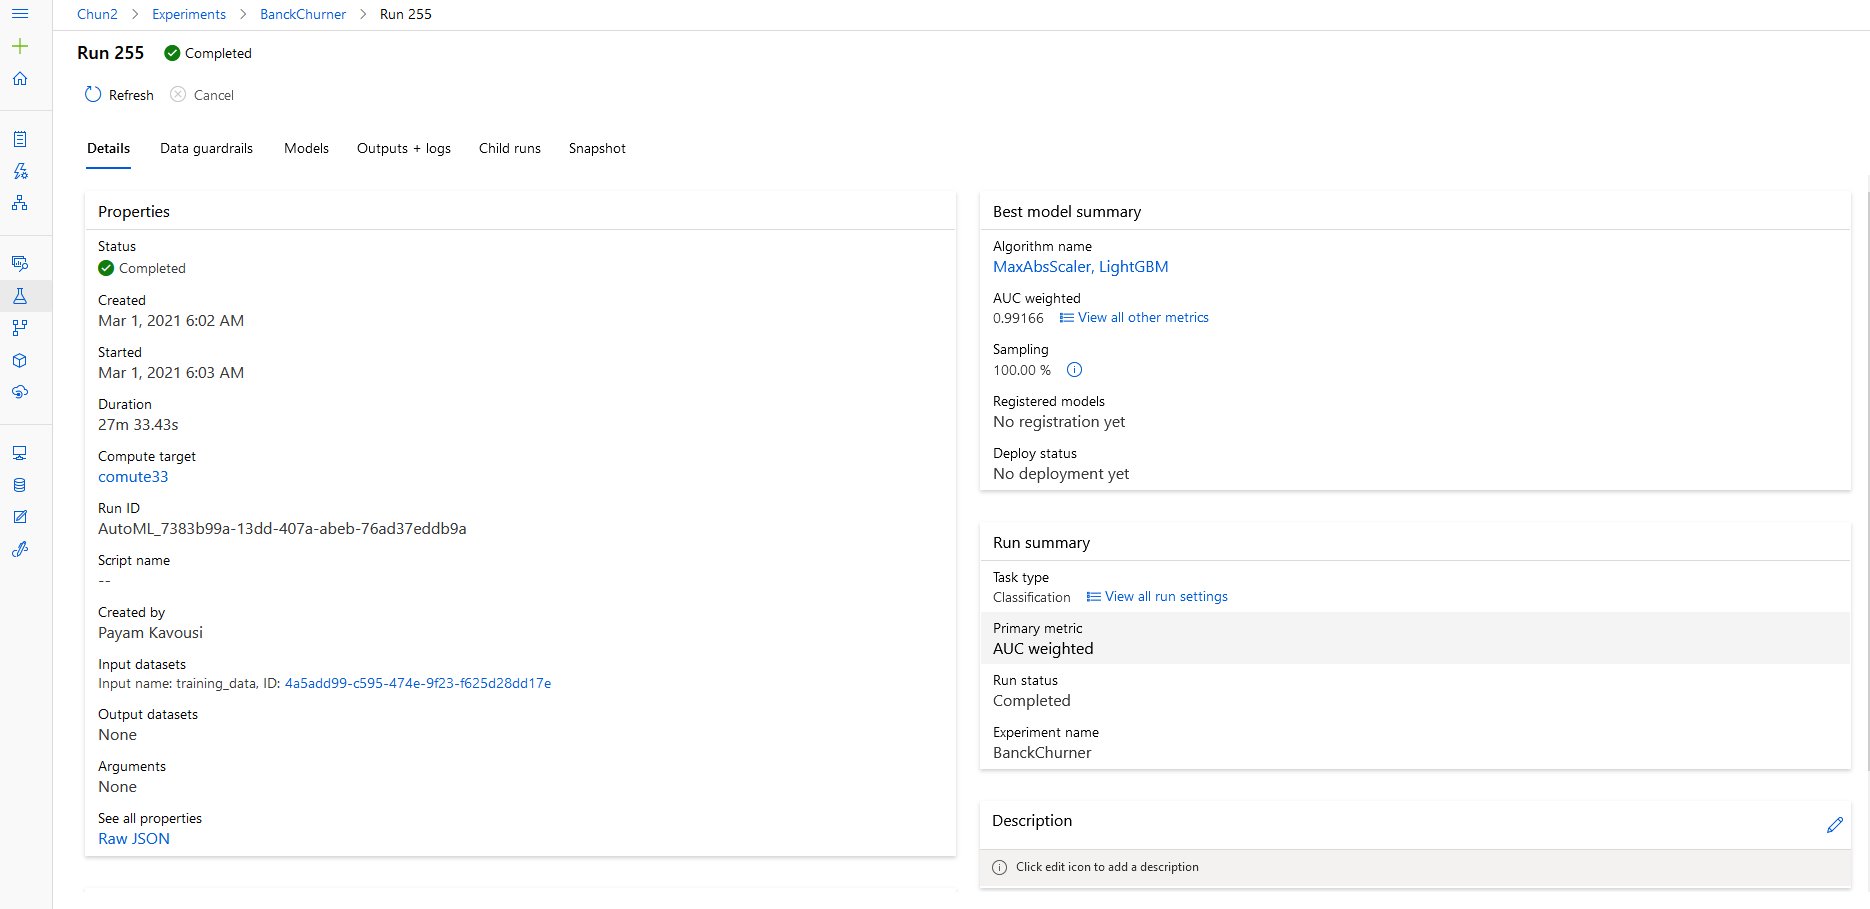 Chun2 > Experiments > BanckChurner > Run 255
Run 255 Completed
Refresh Cancel
Details Data guardrails Models Outputs + logs Child runs Snapshot
Properties
Status
Completed
Created
Mar 1, 2021 6:02 AM
Started
Mar 1, 2021 6:03 AM
Duration
27m 33.43s
Compute target
comute33
Run ID
AutoML_7383b99a-13dd-407a-abeb-76ad37eddb9a
Script name
--
Created by
Payam Kavousi
Input datasets
Input name: training_data, ID: 4a5add99-c595-474e-9f23-f625d28dd17e
Output datasets
None
Arguments
None
See all properties
Raw JSON
Best model summary
Algorithm name
MaxAbsScaler, LightGBM
AUC weighted
0.99166 View all other metrics
Sampling
100.00 %
Registered models
No registration yet
Deploy status
No deployment yet
Run summary
Task type
Classification View all run settings
Primary metric
AUC weighted
Run status
Completed
Experiment name
BanckChurner
Description
Click edit icon to add a description